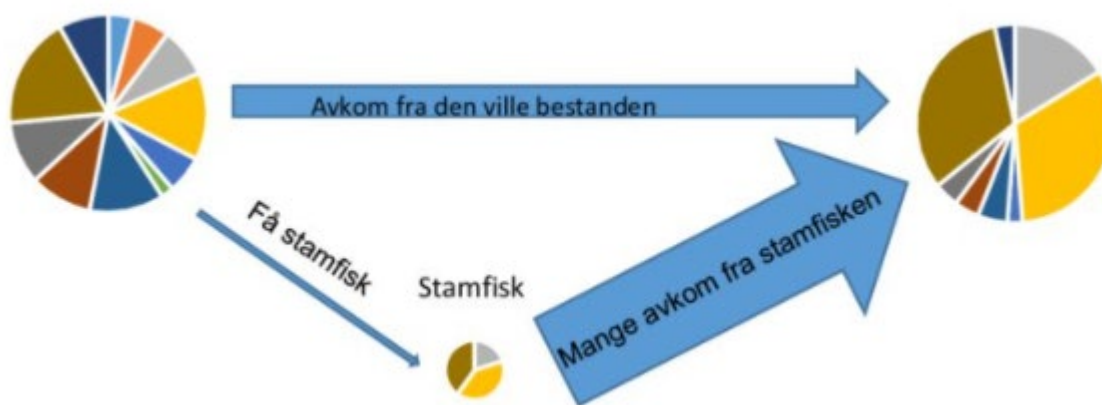 Avkom fra den ville bestanden
Få stamfisk
Stamfisk
Mange avkom fra stamfisken